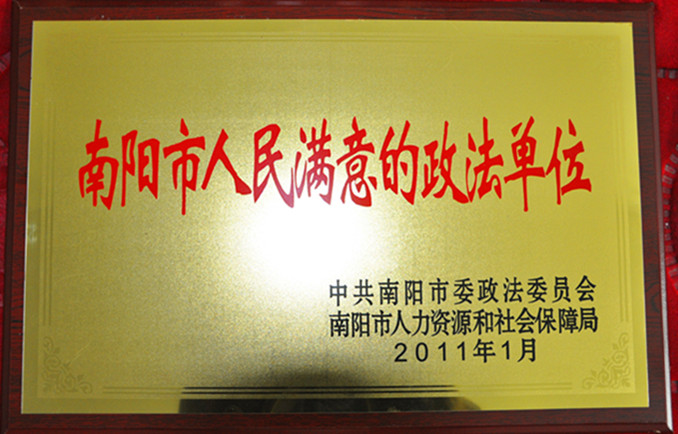 南阳市人民满意的政法单位
中共南阳市委政法委员会
南阳市人力资源和社会保障局
2011年1月